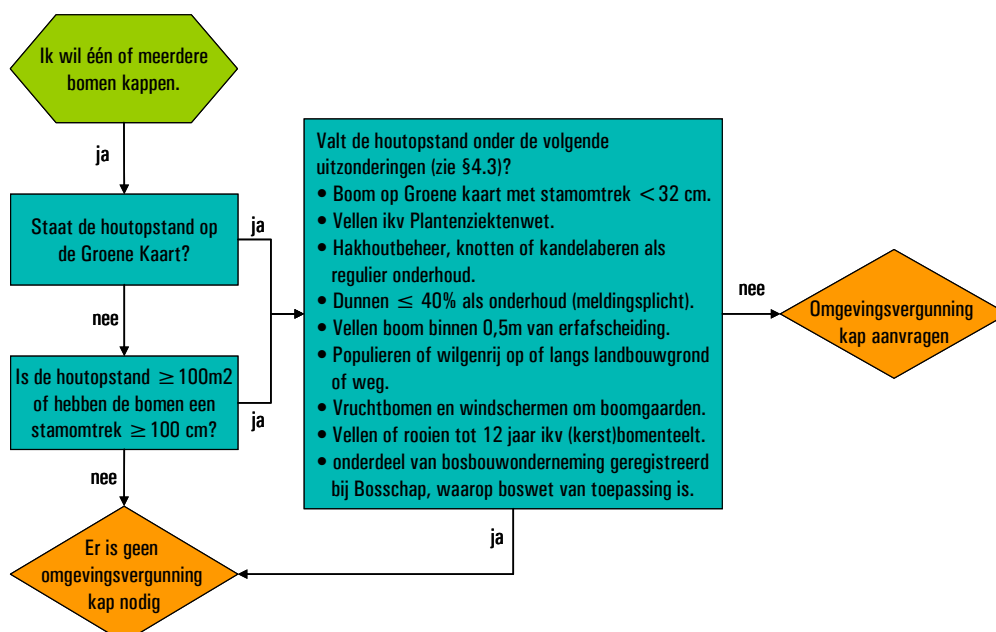 Ik wil één of meerdere
bomen kappen.
ja
Staat de houtopstand op
de Groene Kaart?
ja
nee
Is de houtopstand ≥ 100m2
of hebben de bomen een
stamomtrek ≥ 100 cm?
ja
nee
Er is geen
omgevingsvergunning
kap nodig
Valt de houtopstand onder de volgende
uitzonderingen (zie §4.3)?
• Boom op Groene kaart met stamomtrek < 32 cm.
• Vellen ikv Plantenziektenwet.
• Hakhoutbeheer, knotten of kandelaberen als
regulier onderhoud.
• Dunnen ≤ 40% als onderhoud (meldingsplicht).
• Vellen boom binnen 0,5m van erfafscheiding.
• Populieren of wilgenrij op of langs landbouwgrond
of weg.
• Vruchtbomen en windschermen om boomgaarden.
• Vellen of rooien tot 12 jaar ikv (kerst)bomenteelt.
• onderdeel van bosbouwonderneming geregistreerd
bij Bosschap, waarop boswet van toepassing is.
ja
nee
Omgevingsvergunning
kap aanvragen